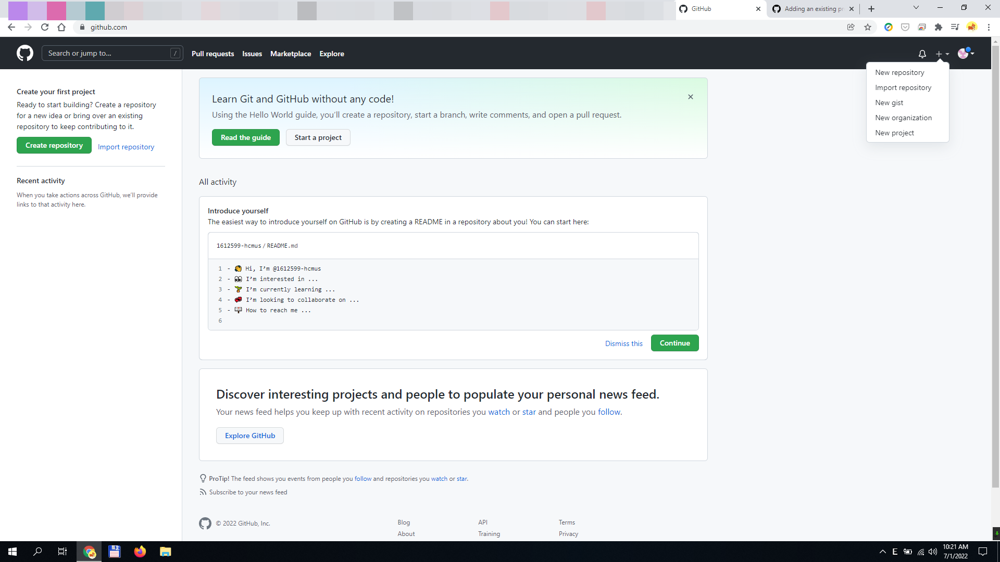 GitHub
Adding an existing pr
github.com
Search or jump to...
/
Pull requests
Issues
Marketplace
Explore
New repository
Import repository
New gist
New organization
New project
Create your first project
Ready to start building? Create a repository
for a new idea or bring over an existing
repository to keep contributing to it.
Create repository
Import repository
Recent activity
When you take actions across GitHub, we'll provide
links to that activity here.
Learn Git and GitHub without any code!
Using the Hello World guide, you'll create a repository, start a branch, write comments, and open a pull request.
Read the guide
Start a project
All activity
Introduce yourself
The easiest way to introduce yourself on GitHub is by creating a README in a repository about you! You can start here:
1612599-hcmus / README.md
1 - 👋 Hi, I'm @1612599-hcmus
2 - 👀 I'm interested in ...
3 - 🌱 I'm currently learning ...
4 - 💞️ I'm looking to collaborate on ...
5 - 📫 How to reach me ...
6
Dismiss this
Continue
Discover interesting projects and people to populate your personal news feed.
Your news feed helps you keep up with recent activity on repositories you watch or star and people you follow.
Explore GitHub
ProTip! The feed shows you events from people you follow and repositories you watch or star.
Subscribe to your news feed
© 2022 GitHub, Inc.
Blog
API
Terms
About
Training
Privacy
E
10:21 AM
7/1/2022